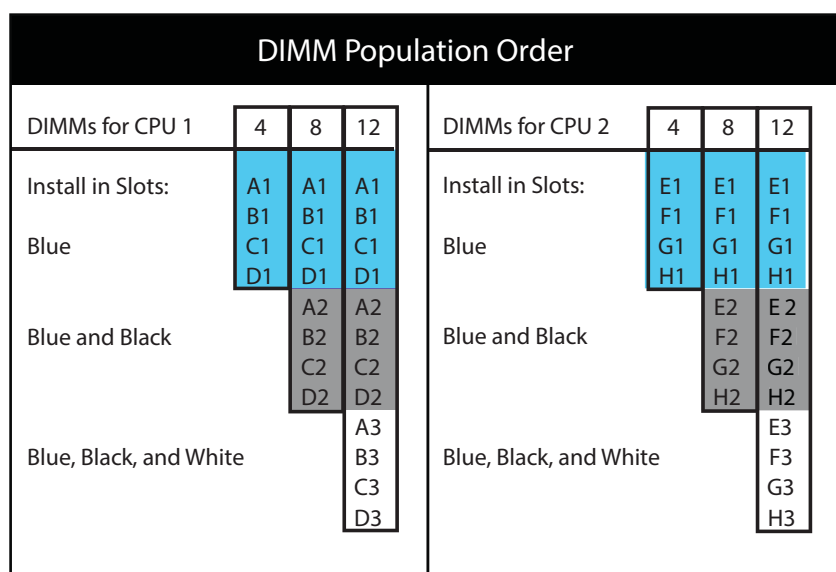 DIMM Population Order
DIMMs for CPU 1 4 8 12
Install in Slots: A1 A1 A1
B1 B1 B1
Blue C1 C1 C1
D1 D1 D1
A2 A2
Blue and Black B2 B2
C2 C2
D2 D2
A3
Blue, Black, and White B3
C3
D3
DIMMs for CPU 2 4 8 12
Install in Slots: E1 E1 E1
F1 F1 F1
Blue G1 G1 G1
H1 H1 H1
E2 E 2
Blue and Black F2 F2
G2 G2
H2 H2
E3
Blue, Black, and White F3
G3
H3